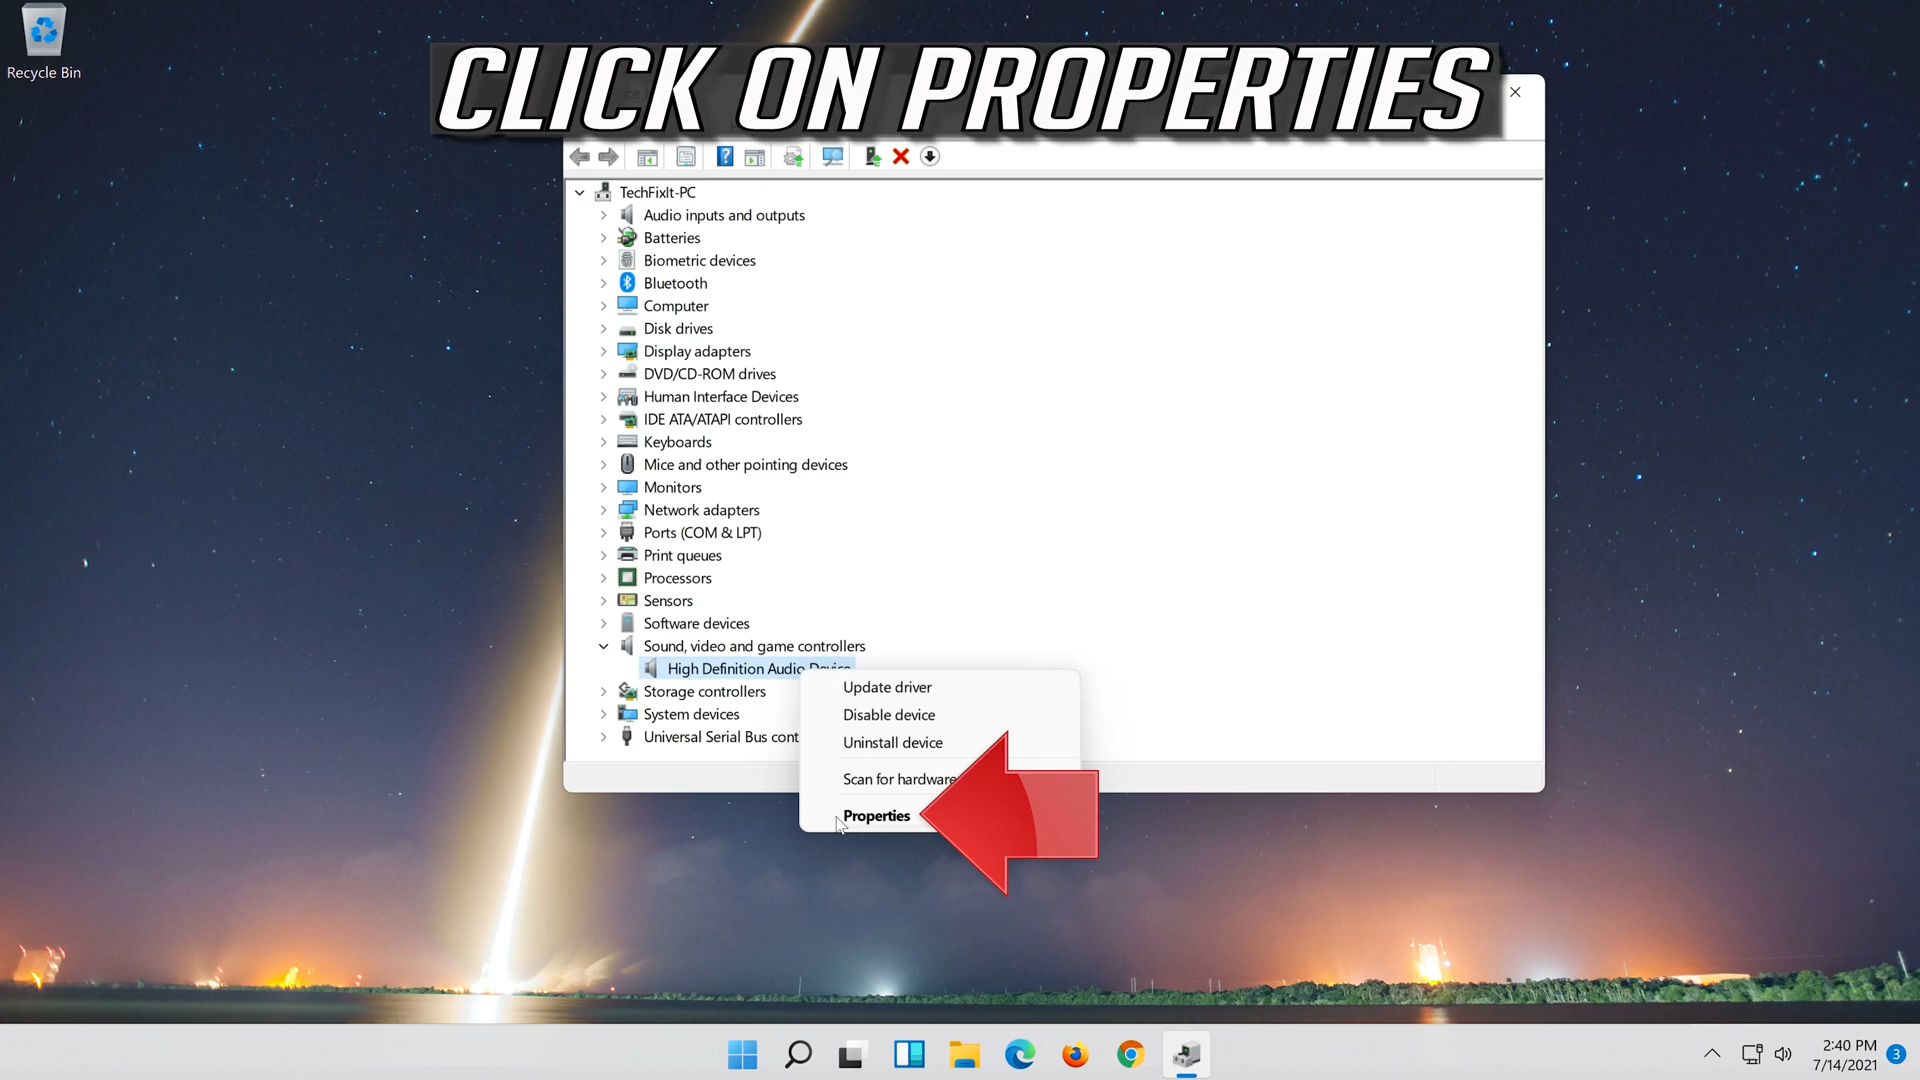 Recycle Bin
CLICK ON PROPERTIES
TechFixIt-PC
Audio inputs and outputs
Batteries
Biometric devices
Bluetooth
Computer
Disk drives
Display adapters
DVD/CD-ROM drives
Human Interface Devices
IDE ATA/ATAPI controllers
Keyboards
Mice and other pointing devices
Monitors
Network adapters
Ports (COM & LPT)
Print queues
Processors
Sensors
Software devices
Sound, video and game controllers
High Definition Audio Device
Storage controllers
System devices
Universal Serial Bus cont
Update driver
Disable device
Uninstall device
Scan for hardware
Properties
2:40 PM
7/14/2021
3